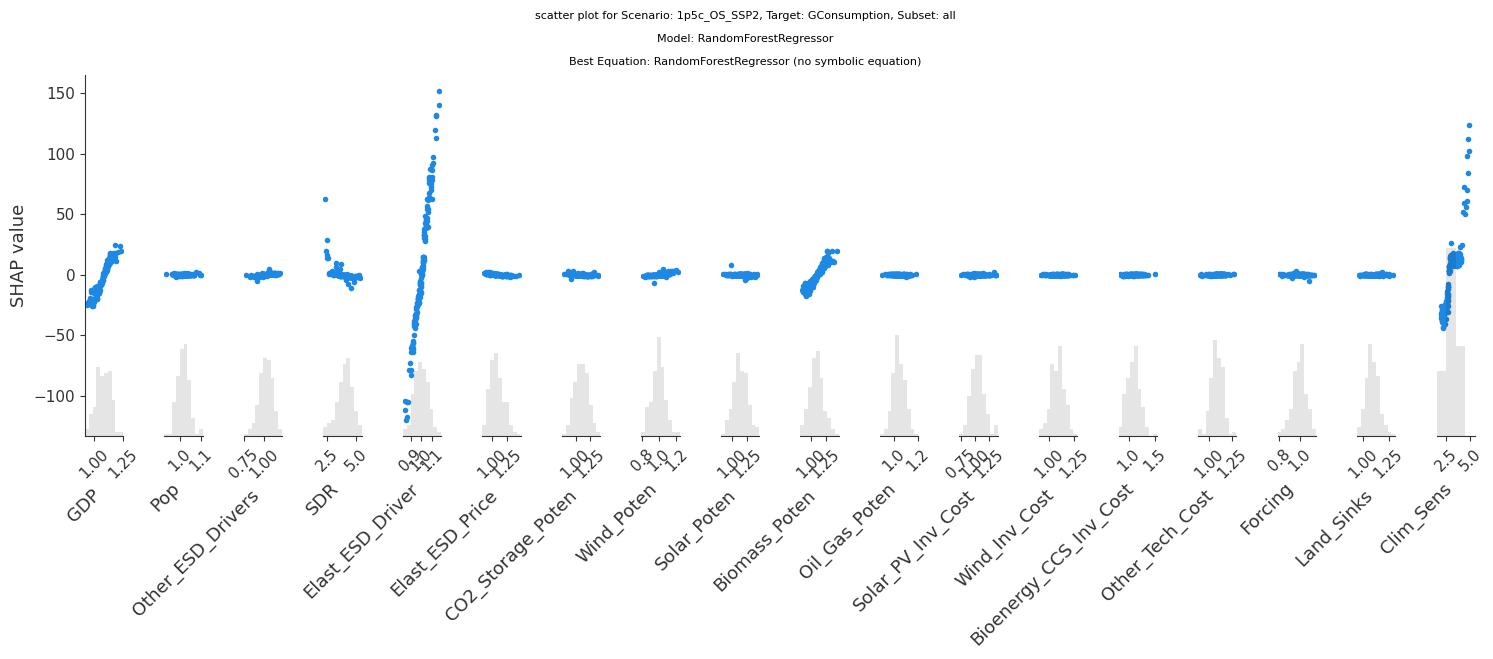 scatter plot for Scenario: 1p5c_OS_SSP2, Target: GConsumption, Subset: all
Model: RandomForestRegressor
Best Equation: RandomForestRegressor (no symbolic equation)
SHAP value
150
100
50
0
−50
−100
1.00 1.25
GDP
1.0 1.1
Pop
0.75 1.00
Other_ESD_Drivers
2.5 5.0
SDR
0.9 1.0 1.1
Elast_ESD_Driver
1.00 1.25
Elast_ESD_Price
1.00 1.25
CO2_Storage_Poten
0.8 1.0 1.2
Wind_Poten
1.00 1.25
Solar_Poten
1.00 1.25
Biomass_Poten
1.0 1.2
Oil_Gas_Poten
0.75 1.00 1.25
Solar_PV_Inv_Cost
1.00 1.25
Wind_Inv_Cost
1.0 1.5
Bioenergy_CCS_Inv_Cost
1.00 1.25
Other_Tech_Cost
0.8 1.0
Forcing
1.00 1.25
Land_Sinks
2.5 5.0
Clim_Sens